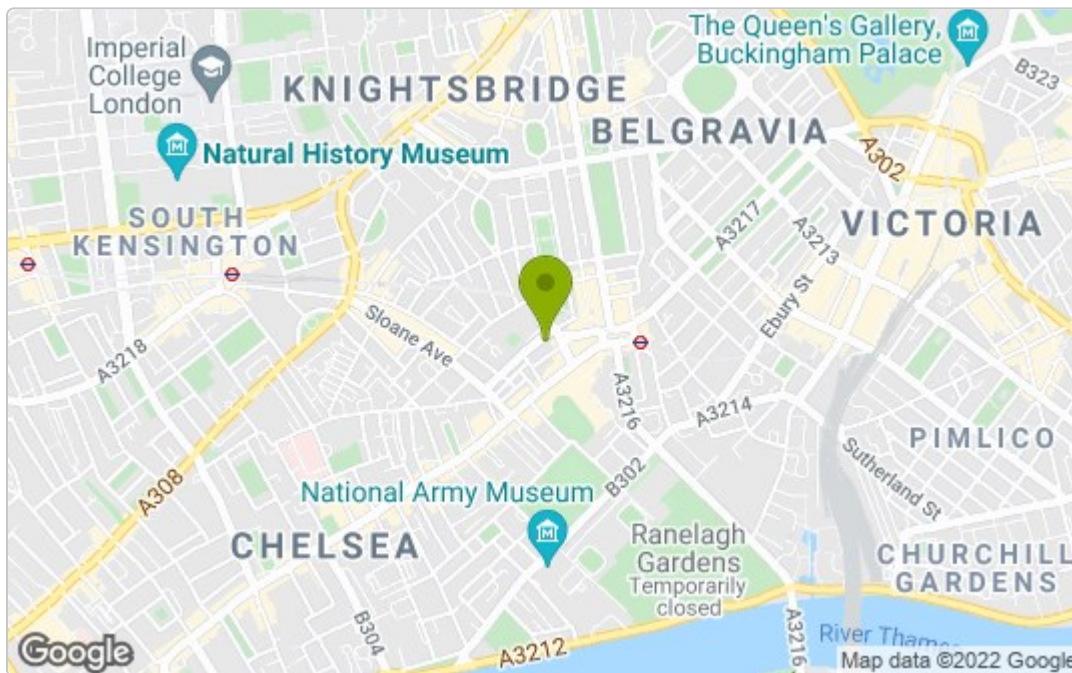 The Queen's Gallery,
Buckingham Palace
B323
Imperial
College
London
KNIGHTSBRIDGE
BELGRAVIA
A302
Natural History Museum
SOUTH
KENSINGTON
A3217
A3213
VICTORIA
Ebury St
Sloane Ave
A3218
A3216
A3214
PIMLICO
Sutherland St
A308
B302
National Army Museum
Ranelagh
Gardens
Temporarily
closed
CHELSEA
CHURCHILL
GARDENS
B304
A3212
A3216
River
Google
Map data ©2022 Google